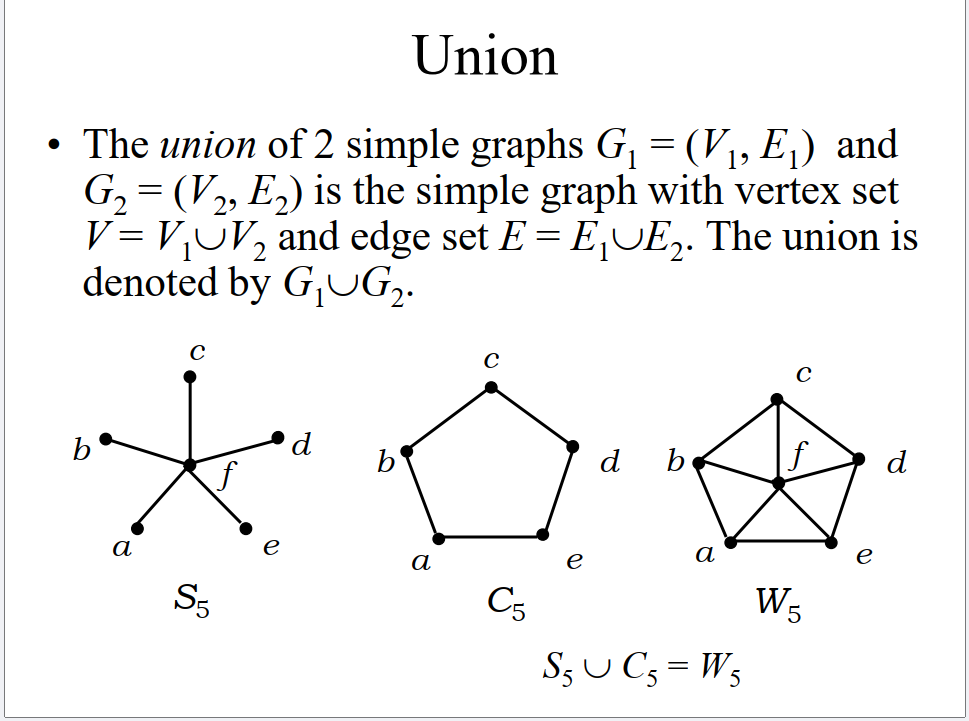 Union
• The union of 2 simple graphs G₁ = (V₁, E₁) and
G₂ = (V₂, E₂) is the simple graph with vertex set
V = V₁∪V₂ and edge set E = E₁∪E₂. The union is
denoted by G₁∪G₂.
c
b
d
f
a
e
S₅
c
b
d
a
e
C₅
c
b
f
d
a
e
W₅
S₅ ∪ C₅ = W₅